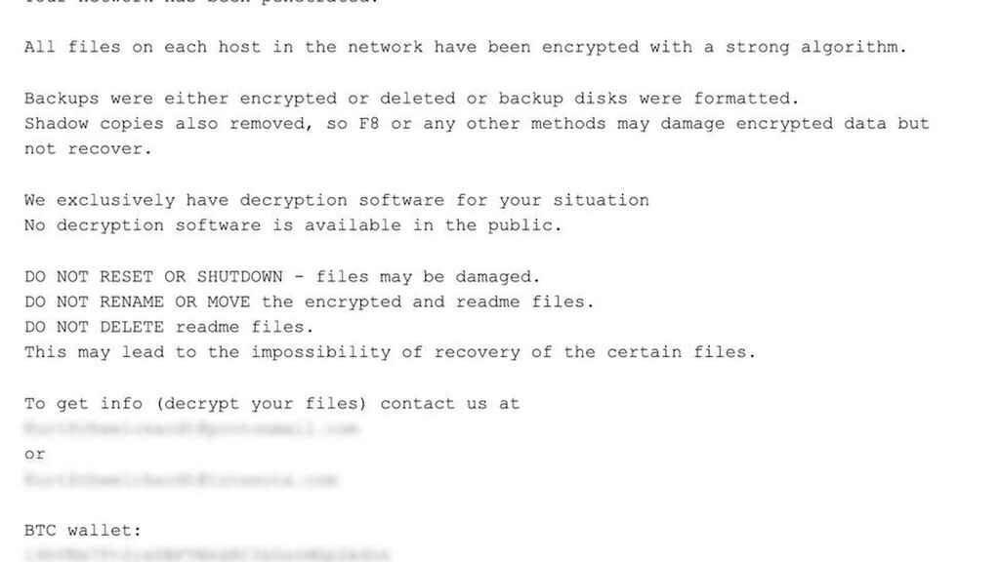 Your network has been penetrated.
All files on each host in the network have been encrypted with a strong algorithm.
Backups were either encrypted or deleted or backup disks were formatted.
Shadow copies also removed, so F8 or any other methods may damage encrypted data but
not recover.
We exclusively have decryption software for your situation
No decryption software is available in the public.
DO NOT RESET OR SHUTDOWN - files may be damaged.
DO NOT RENAME OR MOVE the encrypted and readme files.
DO NOT DELETE readme files.
This may lead to the impossibility of recovery of the certain files.
To get info (decrypt your files) contact us at
or
BTC wallet: